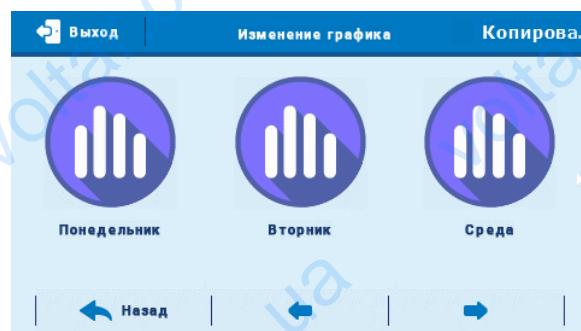 Выход Изменение графика Копирова.
Понедельник Вторник Среда
Назад